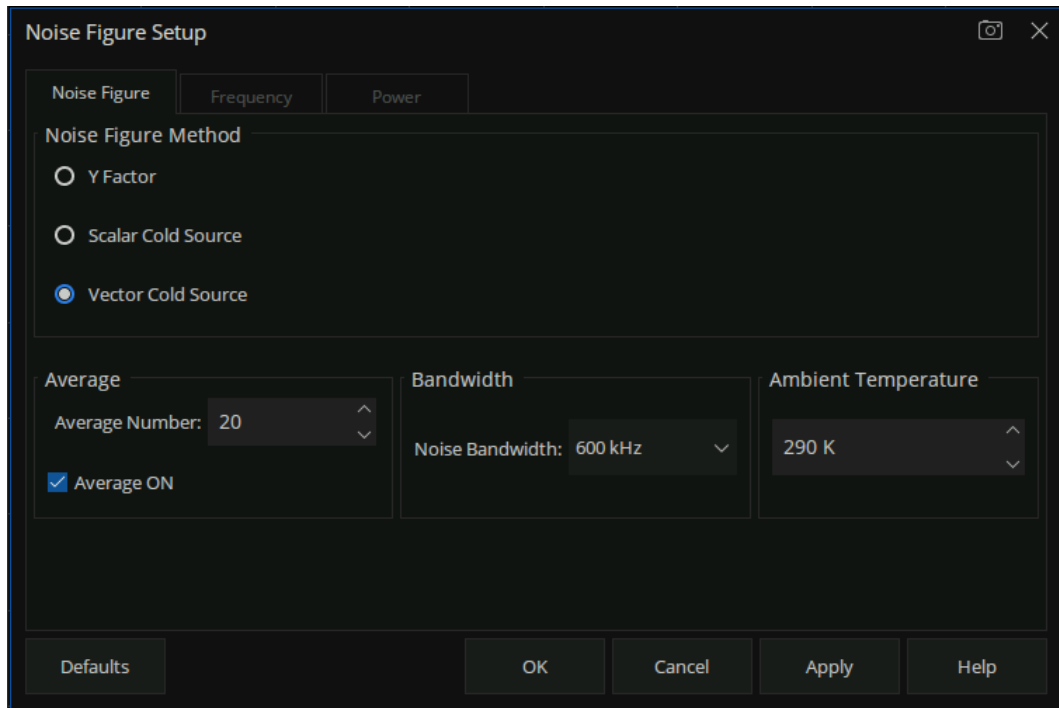 Noise Figure Setup
Noise Figure Frequency Power
Noise Figure Method
Y Factor
Scalar Cold Source
Vector Cold Source
Average
Average Number: 20
Average ON
Bandwidth
Noise Bandwidth: 600 kHz
Ambient Temperature
290 K
Defaults OK Cancel Apply Help